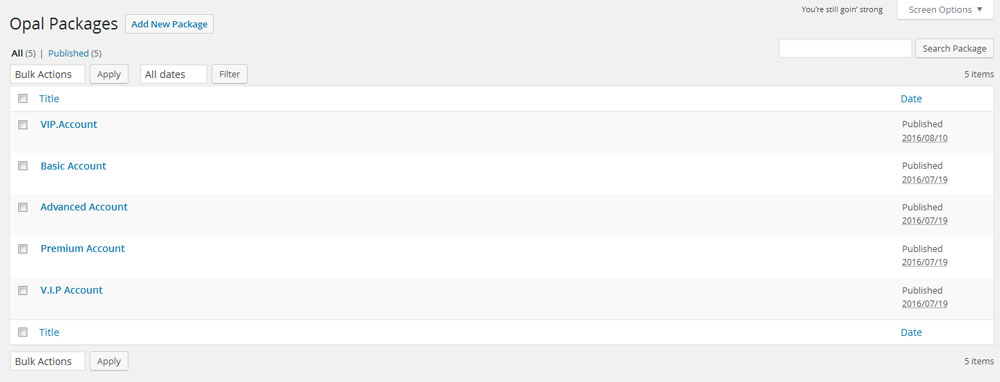 You're still goin' strong
Screen Options ▼
Opal Packages Add New Package
All (5) | Published (5)
Search Package
Bulk Actions Apply All dates Filter 5 items
Title Date
VIP.Account Published
2016/08/10
Basic Account Published
2016/07/19
Advanced Account Published
2016/07/19
Premium Account Published
2016/07/19
V.I.P Account Published
2016/07/19
Title Date
Bulk Actions Apply 5 items